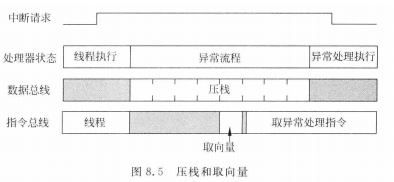 中断请求
处理器状态 线程执行 异常流程 异常处理执行
数据总线 压栈
指令总线 线程 取异常处理指令
取向量
图 8.5 压栈和取向量